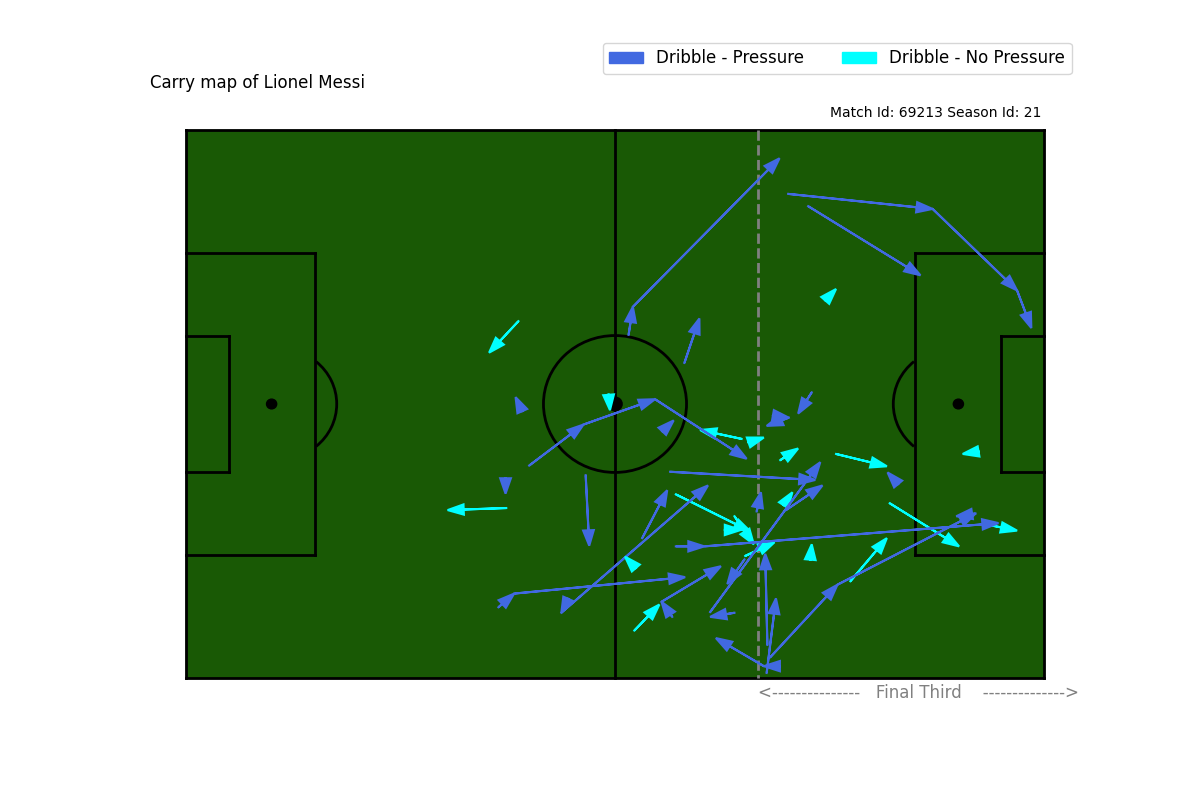 Dribble - Pressure
Dribble - No Pressure
Carry map of Lionel Messi
Match Id: 69213 Season Id: 21
<--------------- Final Third -------------->